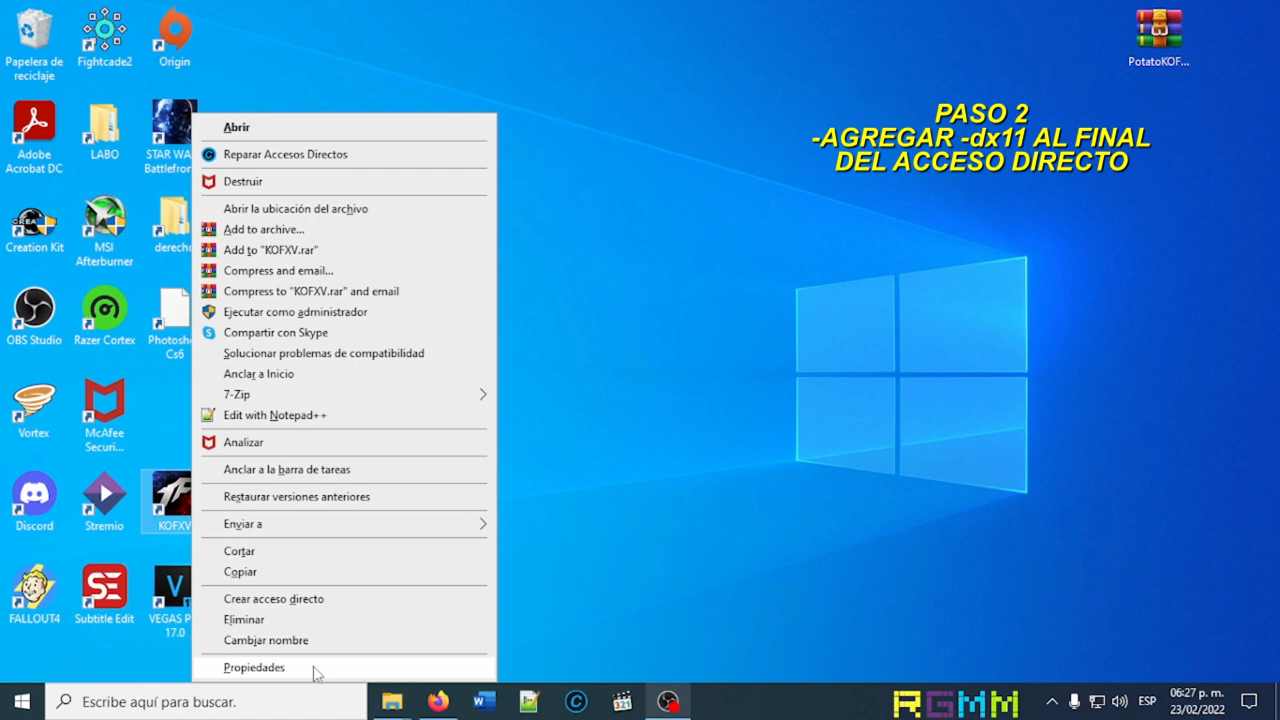 Papelera de
reciclaje
Fightcade2
Origin
PotatoKOF...
PASO 2
-AGREGAR -dx11 AL FINAL
DEL ACCESO DIRECTO
Adobe
Acrobat DC
LABO
STAR WA
Battlefron
Creation Kit
MSI
Afterburner
derecho
OBS Studio
Razer Cortex
Photosh
Cs6
Vortex
McAfee
Securi...
Discord
Stremio
KOFXV
FALLOUT4
Subtitle Edit
VEGAS P
17.0
Abrir
Reparar Accesos Directos
Destruir
Abrir la ubicación del archivo
Add to archive...
Add to "KOFXV.rar"
Compress and email...
Compress to "KOFXV.rar" and email
Ejecutar como administrador
Compartir con Skype
Solucionar problemas de compatibilidad
Anclar a Inicio
7-Zip
Edit with Notepad++
Analizar
Anclar a la barra de tareas
Restaurar versiones anteriores
Enviar a
Cortar
Copiar
Crear acceso directo
Eliminar
Cambiar nombre
Propiedades
Escribe aquí para buscar.
321
RGMM
ESP
06:27 p. m.
23/02/2022